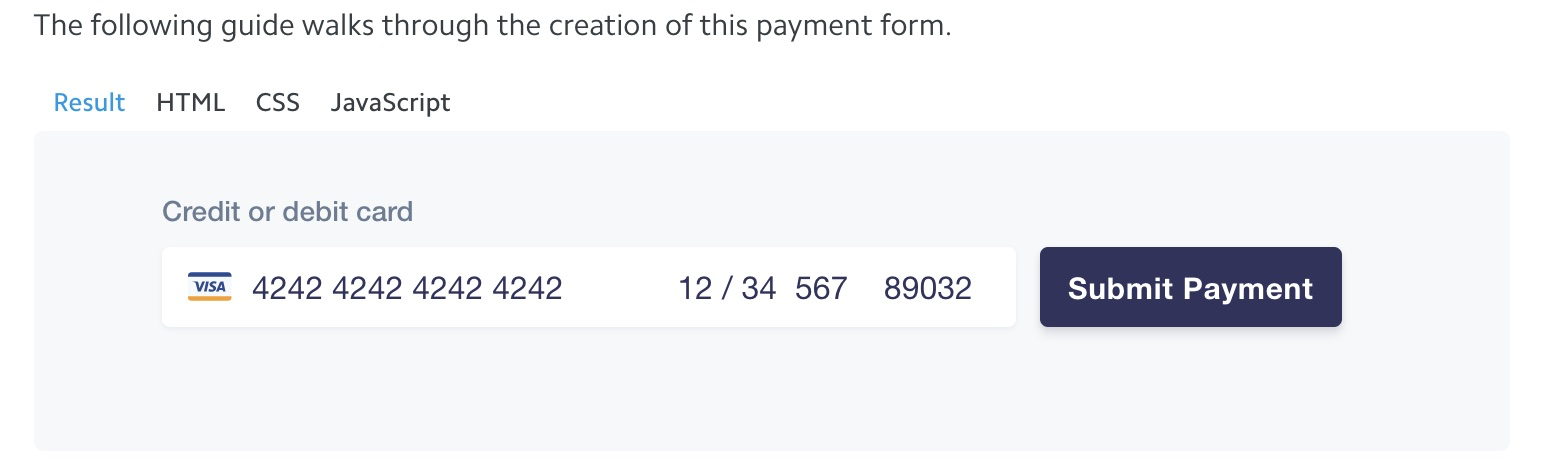 The following guide walks through the creation of this payment form.
Result HTML CSS JavaScript
Credit or debit card
VISA 4242 4242 4242 4242 12 / 34 567 89032 Submit Payment